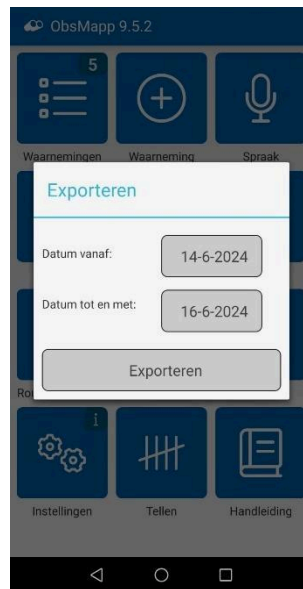 ObsMapp 9.5.2
5
Waarnemingen
Waarneming
Spraak
Exporteren
Datum vanaf:
14-6-2024
Datum tot en met:
16-6-2024
Exporteren
Ro
i
Instellingen
Tellen
Handleiding